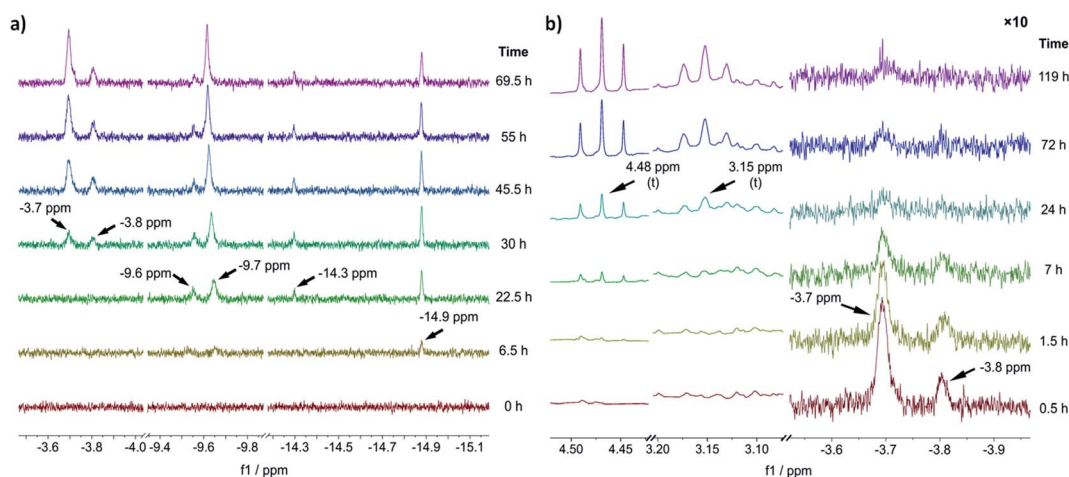 a)
Time
69.5 h
55 h
45.5 h
-3.7 ppm
-3.8 ppm
30 h
-9.6 ppm
-9.7 ppm
-14.3 ppm
22.5 h
-14.9 ppm
6.5 h
0 h
-3.6 -3.8 -4.0 -9.4 -9.6 -9.8 -14.3 -14.5 -14.7 -14.9 -15.1
f1 / ppm
b)
×10
Time
119 h
72 h
4.48 ppm
(t)
3.15 ppm
(t)
24 h
7 h
-3.7 ppm
1.5 h
-3.8 ppm
0.5 h
4.50 4.45 3.20 3.15 3.10 -3.6 -3.7 -3.8 -3.9
f1 / ppm